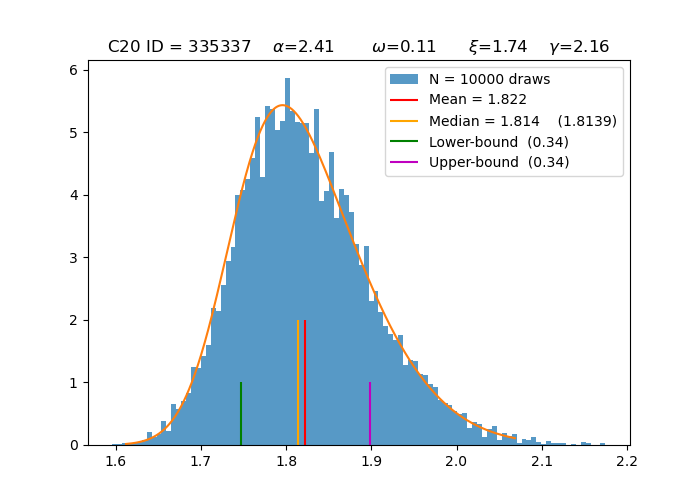 C20 ID = 335337 α=2.41 ω=0.11 ξ=1.74 γ=2.16
N = 10000 draws
Mean = 1.822
Median = 1.814 (1.8139)
Lower-bound (0.34)
Upper-bound (0.34)
6
5
4
3
2
1
0
1.6 1.7 1.8 1.9 2.0 2.1 2.2